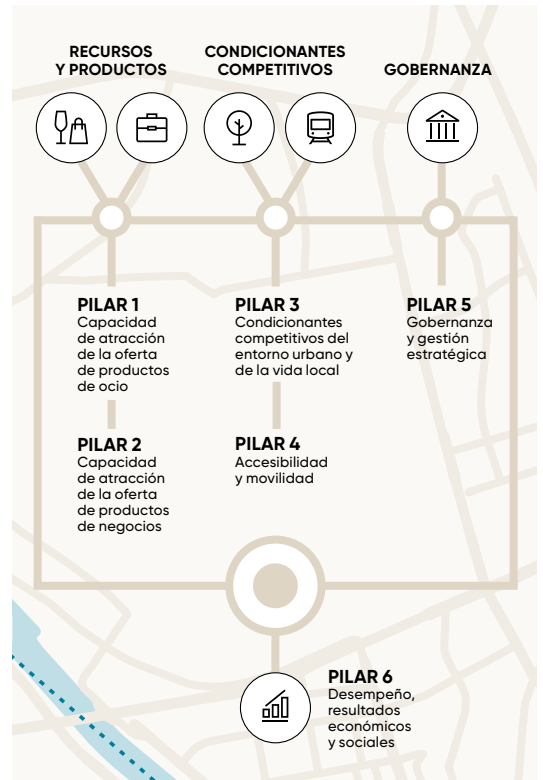 RECURSOS
Y PRODUCTOS
CONDICIONANTES
COMPETITIVOS
GOBERNANZA
PILAR 1
Capacidad
de atracción
de la oferta
de productos
de ocio
PILAR 2
Capacidad
de atracción
de la oferta
de productos
de negocios
PILAR 3
Condicionantes
competitivos del
entorno urbano y
de la vida local
PILAR 4
Accesibilidad
y movilidad
PILAR 5
Gobernanza
y gestión
estratégica
PILAR 6
Desempeño,
resultados
económicos
y sociales